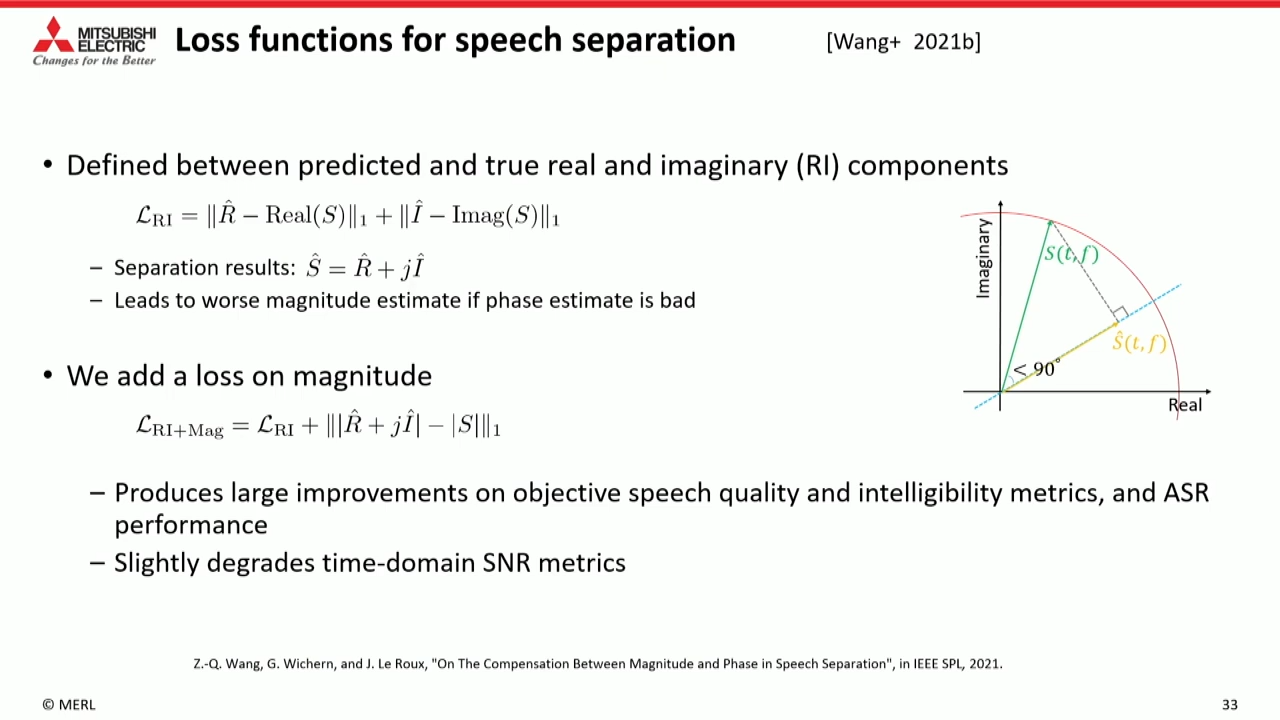 MITSUBISHI
ELECTRIC
Changes for the Better
Loss functions for speech separation
[Wang+ 2021b]
• Defined between predicted and true real and imaginary (RI) components
ℒ_RI = ‖R̂ − Real(S)‖₁ + ‖Î − Imag(S)‖₁
– Separation results: Ŝ = R̂ + jÎ
– Leads to worse magnitude estimate if phase estimate is bad
• We add a loss on magnitude
ℒ_RI+Mag = ℒ_RI + ‖|R̂ + jÎ| − |S|‖₁
– Produces large improvements on objective speech quality and intelligibility metrics, and ASR
performance
– Slightly degrades time-domain SNR metrics
Imaginary
S(t,f)
Ŝ(t,f)
< 90°
Real
Z.-Q. Wang, G. Wichern, and J. Le Roux, "On The Compensation Between Magnitude and Phase in Speech Separation", in IEEE SPL, 2021.
© MERL
33